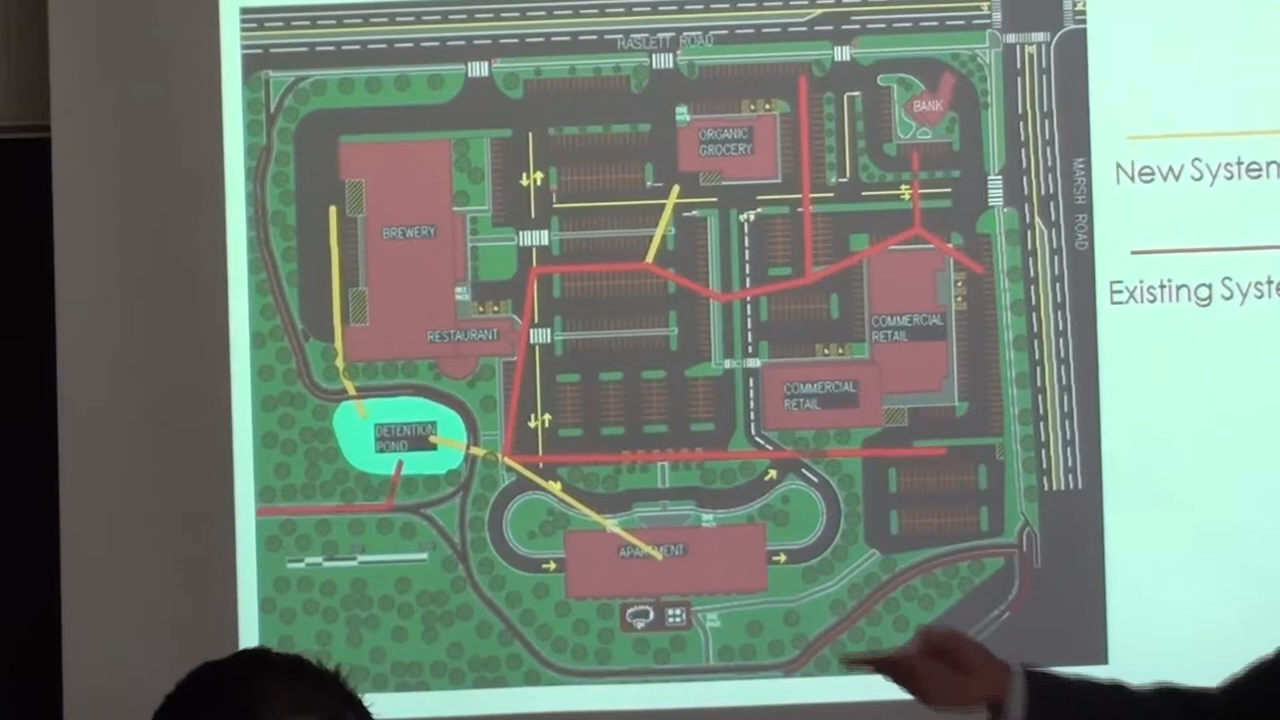 HASLETT ROAD
BANK
ORGANIC
GROCERY
MARSH ROAD
New System
BREWERY
Existing Syste
RESTAURANT
COMMERCIAL
RETAIL
COMMERCIAL
RETAIL
DETENTION
POND
APARTMENT